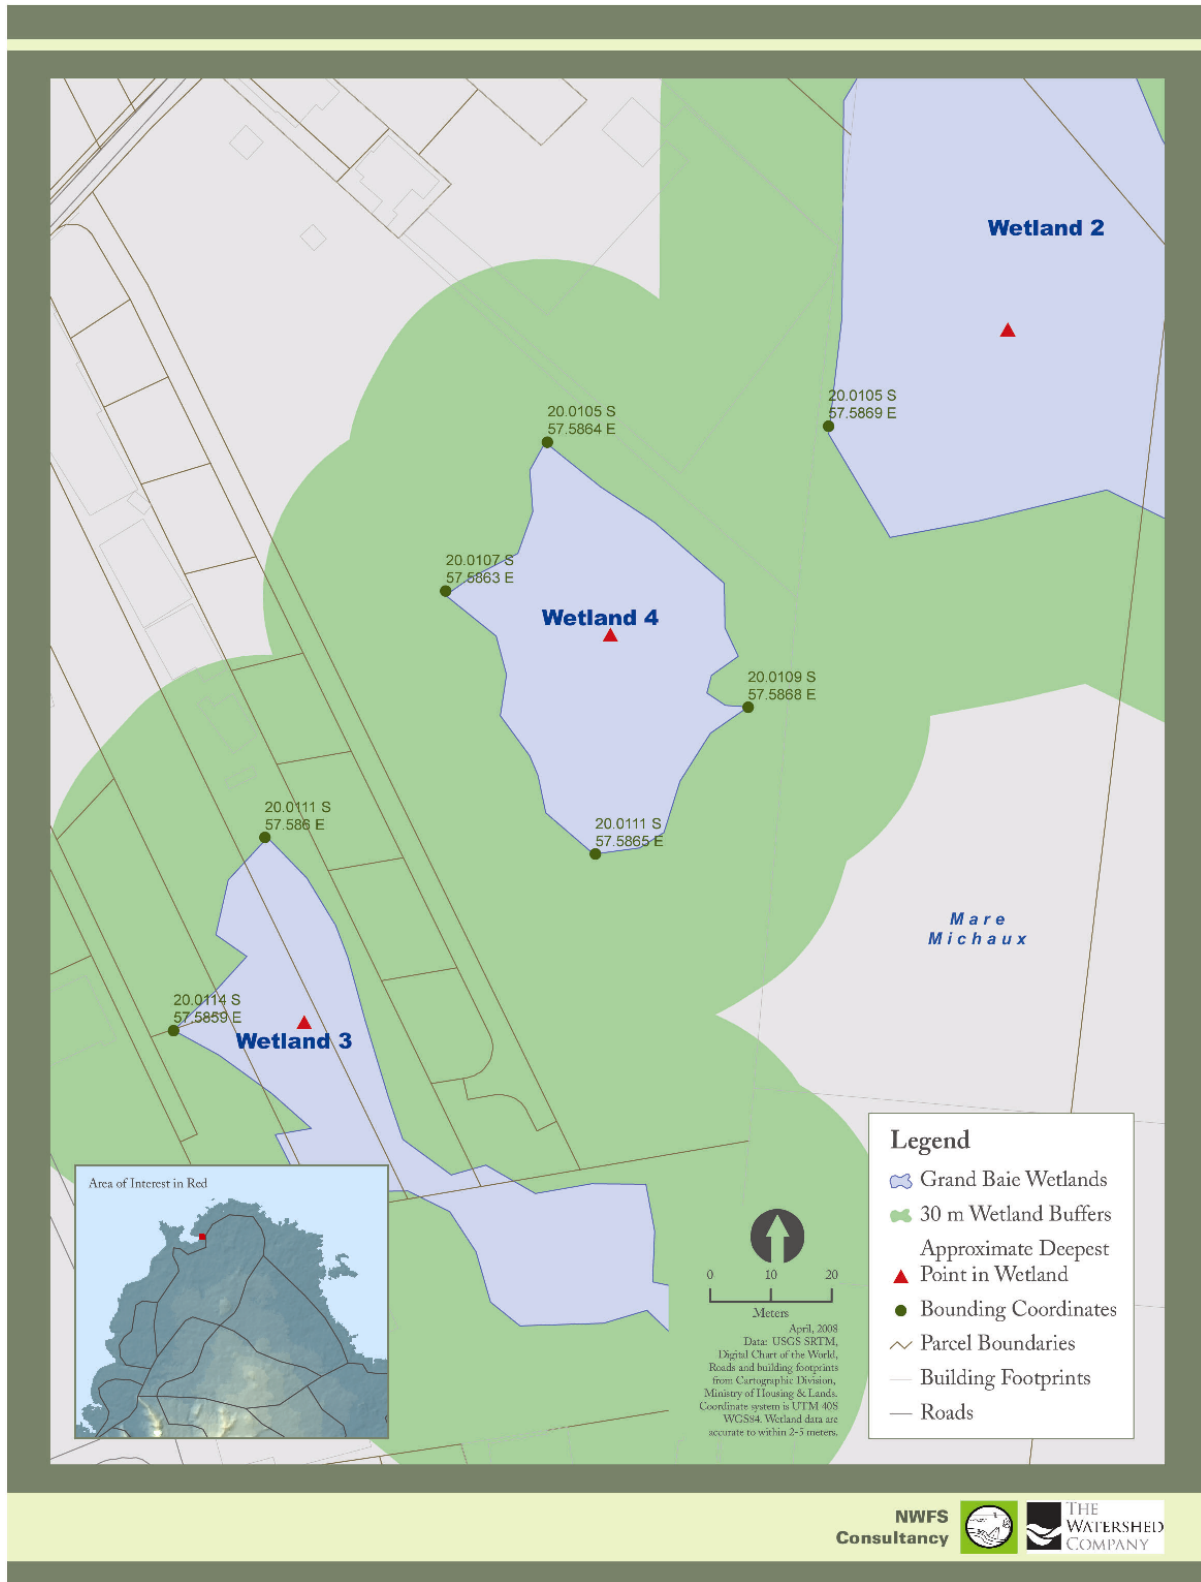 Wetland 2
20.0105 S
57.5869 E
20.0105 S
57.5864 E
20.0107 S
57.5863 E
Wetland 4
20.0109 S
57.5868 E
20.0111 S
57.586 E
20.0111 S
57.5865 E
Mare
Michaux
20.0114 S
57.5859 E
Wetland 3
Area of Interest in Red
0 10 20
Meters
April, 2008
Data: USGS SRTM,
Digital Chart of the World,
Roads and building footprints
from Cartographic Division,
Ministry of Housing & Lands.
Coordinate system is UTM 40S
WGS84. Wetland data are
accurate to within 2-5 meters.
Legend
Grand Baie Wetlands
30 m Wetland Buffers
Approximate Deepest
Point in Wetland
Bounding Coordinates
Parcel Boundaries
Building Footprints
Roads
NWFS
Consultancy
THE
WATERSHED
COMPANY